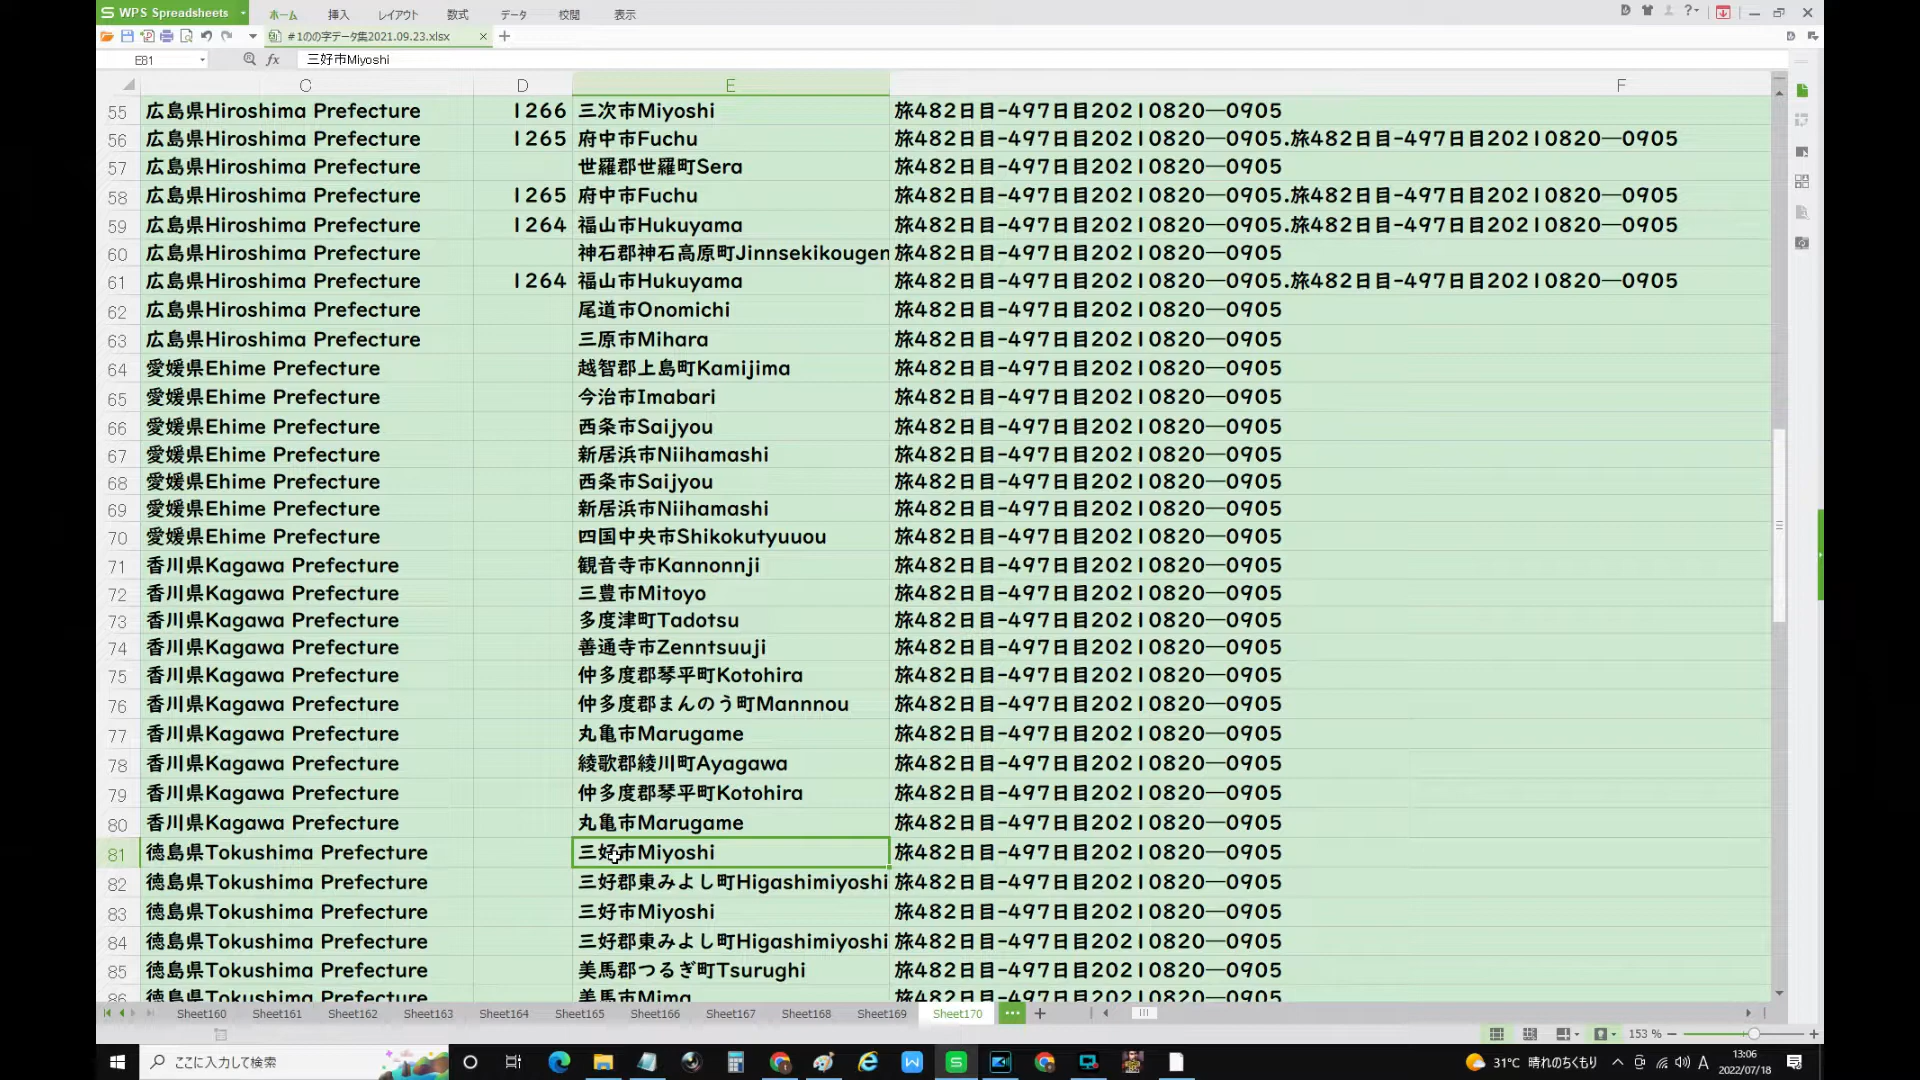 WPS Spreadsheets
ホーム 挿入 レイアウト 数式 データ 校閲 表示
#1のの字データ集2021.09.23.xlsx
E81 fx 三好市Miyoshi
C D E F
55 広島県Hiroshima Prefecture 1266 三次市Miyoshi 旅482日目-497日目20210820―0905
56 広島県Hiroshima Prefecture 1265 府中市Fuchu 旅482日目-497日目20210820―0905.旅482日目-497日目20210820―0905
57 広島県Hiroshima Prefecture 世羅郡世羅町Sera 旅482日目-497日目20210820―0905
58 広島県Hiroshima Prefecture 1265 府中市Fuchu 旅482日目-497日目20210820―0905.旅482日目-497日目20210820―0905
59 広島県Hiroshima Prefecture 1264 福山市Hukuyama 旅482日目-497日目20210820―0905.旅482日目-497日目20210820―0905
60 広島県Hiroshima Prefecture 神石郡神石高原町Jinnsekikougen 旅482日目-497日目20210820―0905
61 広島県Hiroshima Prefecture 1264 福山市Hukuyama 旅482日目-497日目20210820―0905.旅482日目-497日目20210820―0905
62 広島県Hiroshima Prefecture 尾道市Onomichi 旅482日目-497日目20210820―0905
63 広島県Hiroshima Prefecture 三原市Mihara 旅482日目-497日目20210820―0905
64 愛媛県Ehime Prefecture 越智郡上島町Kamijima 旅482日目-497日目20210820―0905
65 愛媛県Ehime Prefecture 今治市Imabari 旅482日目-497日目20210820―0905
66 愛媛県Ehime Prefecture 西条市Saijyou 旅482日目-497日目20210820―0905
67 愛媛県Ehime Prefecture 新居浜市Niihamashi 旅482日目-497日目20210820―0905
68 愛媛県Ehime Prefecture 西条市Saijyou 旅482日目-497日目20210820―0905
69 愛媛県Ehime Prefecture 新居浜市Niihamashi 旅482日目-497日目20210820―0905
70 愛媛県Ehime Prefecture 四国中央市Shikokutyuuou 旅482日目-497日目20210820―0905
71 香川県Kagawa Prefecture 観音寺市Kannonnji 旅482日目-497日目20210820―0905
72 香川県Kagawa Prefecture 三豊市Mitoyo 旅482日目-497日目20210820―0905
73 香川県Kagawa Prefecture 多度津町Tadotsu 旅482日目-497日目20210820―0905
74 香川県Kagawa Prefecture 善通寺市Zenntsuuji 旅482日目-497日目20210820―0905
75 香川県Kagawa Prefecture 仲多度郡琴平町Kotohira 旅482日目-497日目20210820―0905
76 香川県Kagawa Prefecture 仲多度郡まんのう町Mannnou 旅482日目-497日目20210820―0905
77 香川県Kagawa Prefecture 丸亀市Marugame 旅482日目-497日目20210820―0905
78 香川県Kagawa Prefecture 綾歌郡綾川町Ayagawa 旅482日目-497日目20210820―0905
79 香川県Kagawa Prefecture 仲多度郡琴平町Kotohira 旅482日目-497日目20210820―0905
80 香川県Kagawa Prefecture 丸亀市Marugame 旅482日目-497日目20210820―0905
81 徳島県Tokushima Prefecture 三好市Miyoshi 旅482日目-497日目20210820―0905
82 徳島県Tokushima Prefecture 三好郡東みよし町Higashimiyoshi 旅482日目-497日目20210820―0905
83 徳島県Tokushima Prefecture 三好市Miyoshi 旅482日目-497日目20210820―0905
84 徳島県Tokushima Prefecture 三好郡東みよし町Higashimiyoshi 旅482日目-497日目20210820―0905
85 徳島県Tokushima Prefecture 美馬郡つるぎ町Tsurughi 旅482日目-497日目20210820―0905
86 徳島県Tokushima Prefecture 美馬市Mima 旅482日目-497日目20210820―0905
Sheet160 Sheet161 Sheet162 Sheet163 Sheet164 Sheet165 Sheet166 Sheet167 Sheet168 Sheet169 Sheet170
153 %
ここに入力して検索 31°C 晴れのちくもり A 13:06
2022/07/18